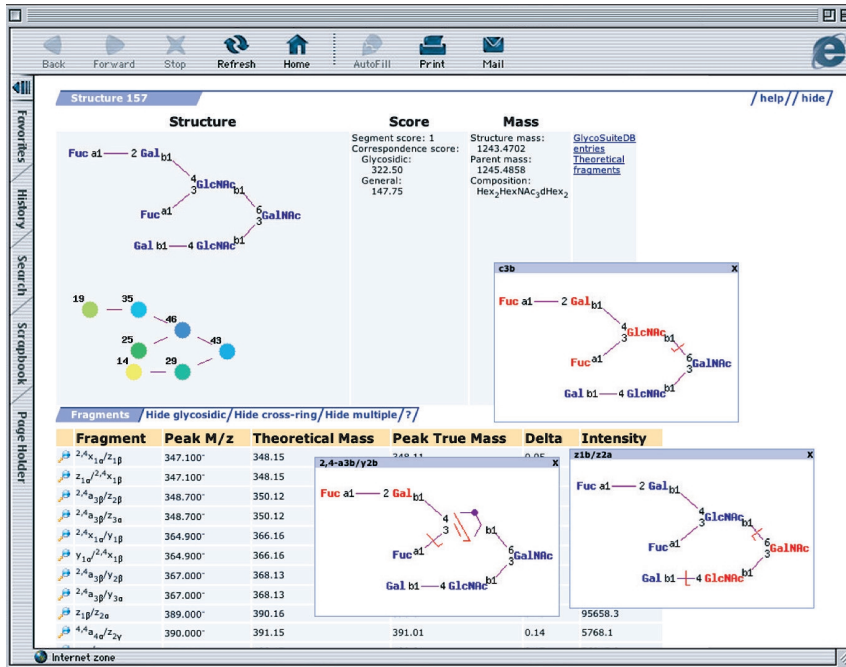 Back Forward Stop Refresh Home AutoFill Print Mail
Favorites
History
Search
Scrapbook
Page Holder
Structure 157
/help//hide/
Structure Score Mass
Fuc a1 2 Gal b1
4
3 GlcNAc b1
Fuc a1
6
3 GalNAc
Gal b1 4 GlcNAc b1
Segment score: 1
Correspondence score:
Glycosidic:
322.50
General:
147.75
Structure mass:
1243.4702
Parent mass:
1245.4858
Composition:
Hex₂HexNAc₃dHex₂
GlycoSuiteDB
entries
Theoretical
fragments
19 35
46
25 43
14 29
c3b X
Fuc a1 2 Gal b1
4
3 GlcNAc b1
Fuc a1
6
3 GalNAc
Gal b1 4 GlcNAc b1
Fragments /Hide glycosidic/Hide cross-ring/Hide multiple/?/
Fragment Peak M/z Theoretical Mass Peak True Mass Delta Intensity
²,⁴x₁α/z₁β 347.100⁻ 348.15 348.11 0.05
z₁α/²,⁴x₁β 347.100⁻ 348.15
²,⁴a₃β/z₂β 348.700⁻ 350.12
²,⁴a₃β/z₃α 348.700⁻ 350.12
²,⁴x₁α/y₁β 364.900⁻ 366.16
y₁α/²,⁴x₁β 364.900⁻ 366.16
²,⁴a₃β/y₂β 367.000⁻ 368.13
²,⁴a₃β/y₃α 367.000⁻ 368.13
z₁β/z₂α 389.000⁻ 390.16 95658.3
⁴,⁴a₄α/z₂γ 390.000⁻ 391.15 391.01 0.14 5768.1
2,4-a3b/y2b X
Fuc a1 2 Gal b1
4
3 b1
Fuc a1
6
3 GalNAc
Gal b1 4 GlcNAc b1
z1b/z2a X
Fuc a1 2 Gal b1
4
3 GlcNAc b1
Fuc a1
6
3 GalNAc
Gal b1 4 GlcNAc b1
Internet zone